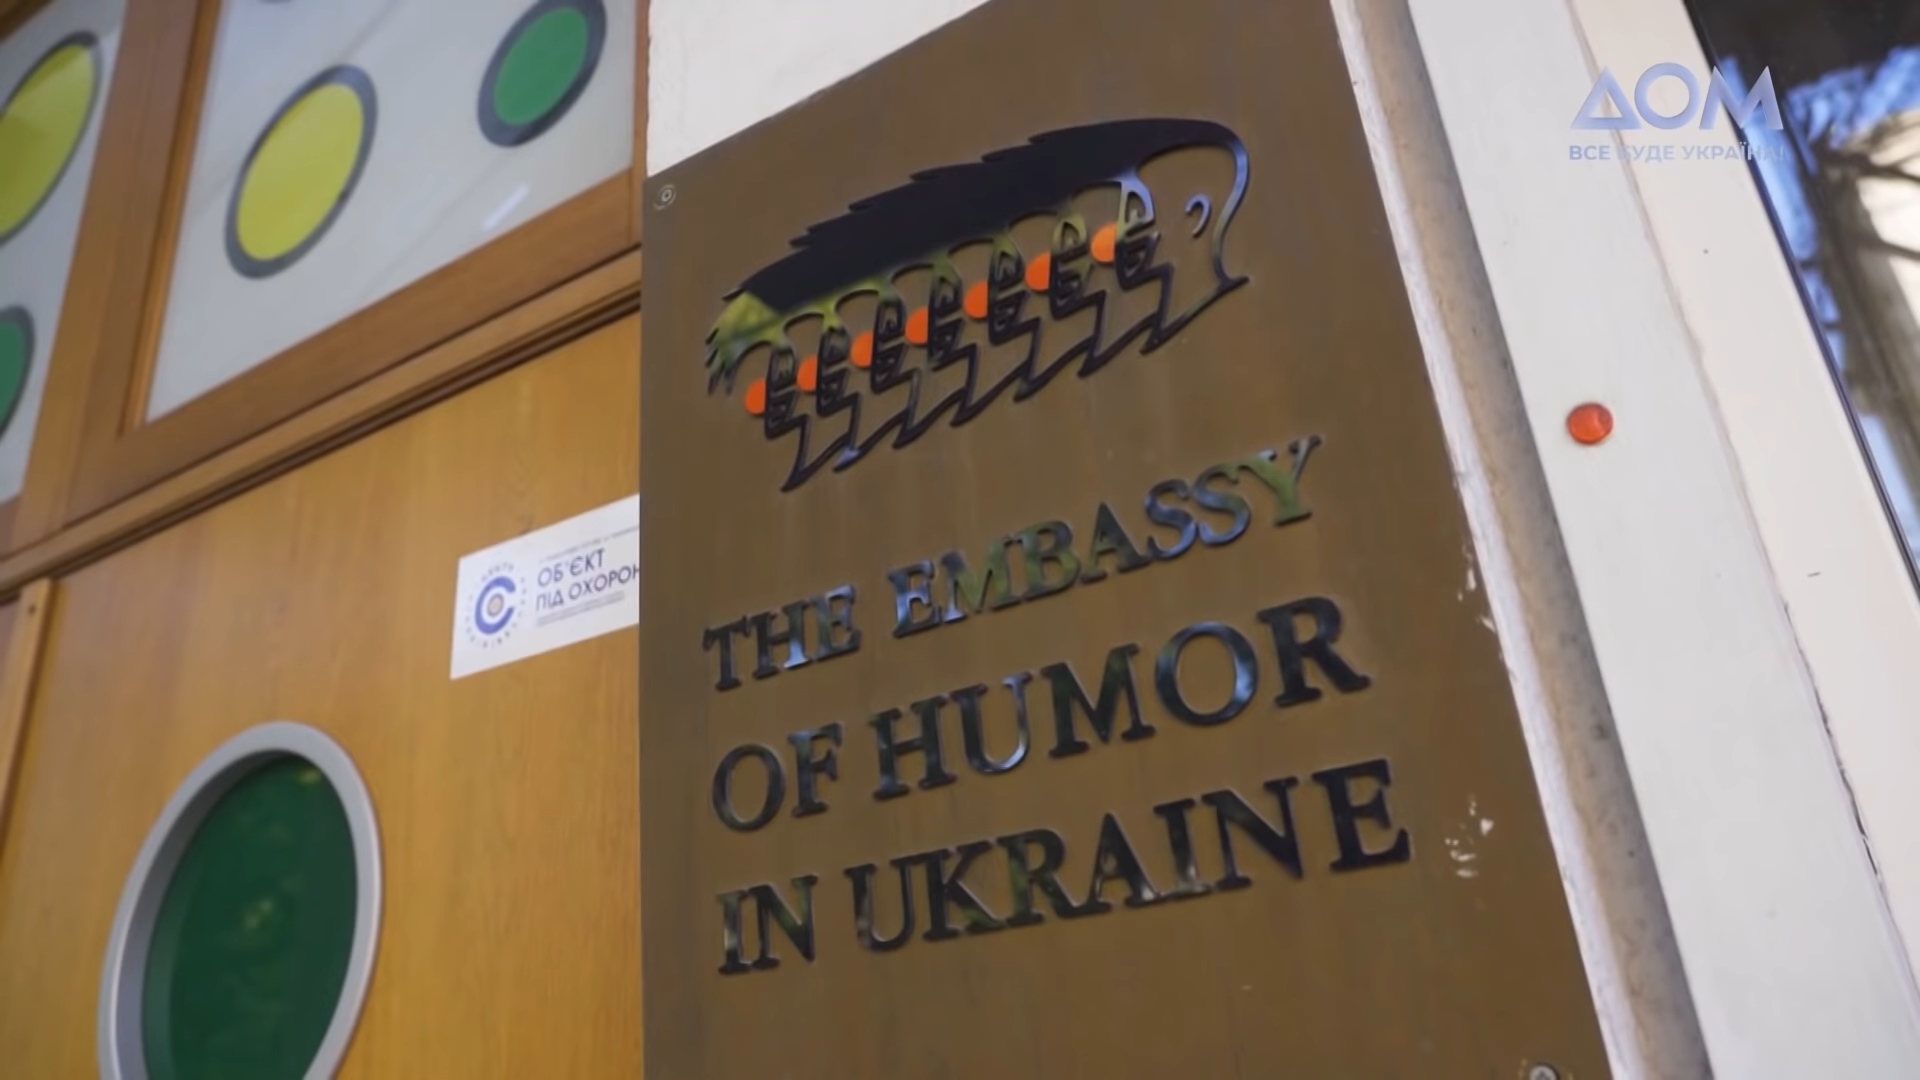 ДОМ
ВСЕ БУДЕ УКРАЇНА!
THE EMBASSY
OF HUMOR
IN UKRAINE
ОБ'ЄКТ
ПІД ОХОРОН